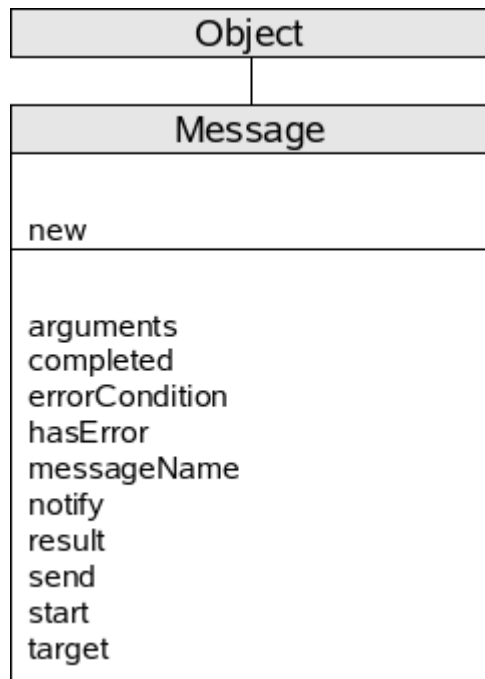 Object
Message
new
arguments
completed
errorCondition
hasError
messageName
notify
result
send
start
target